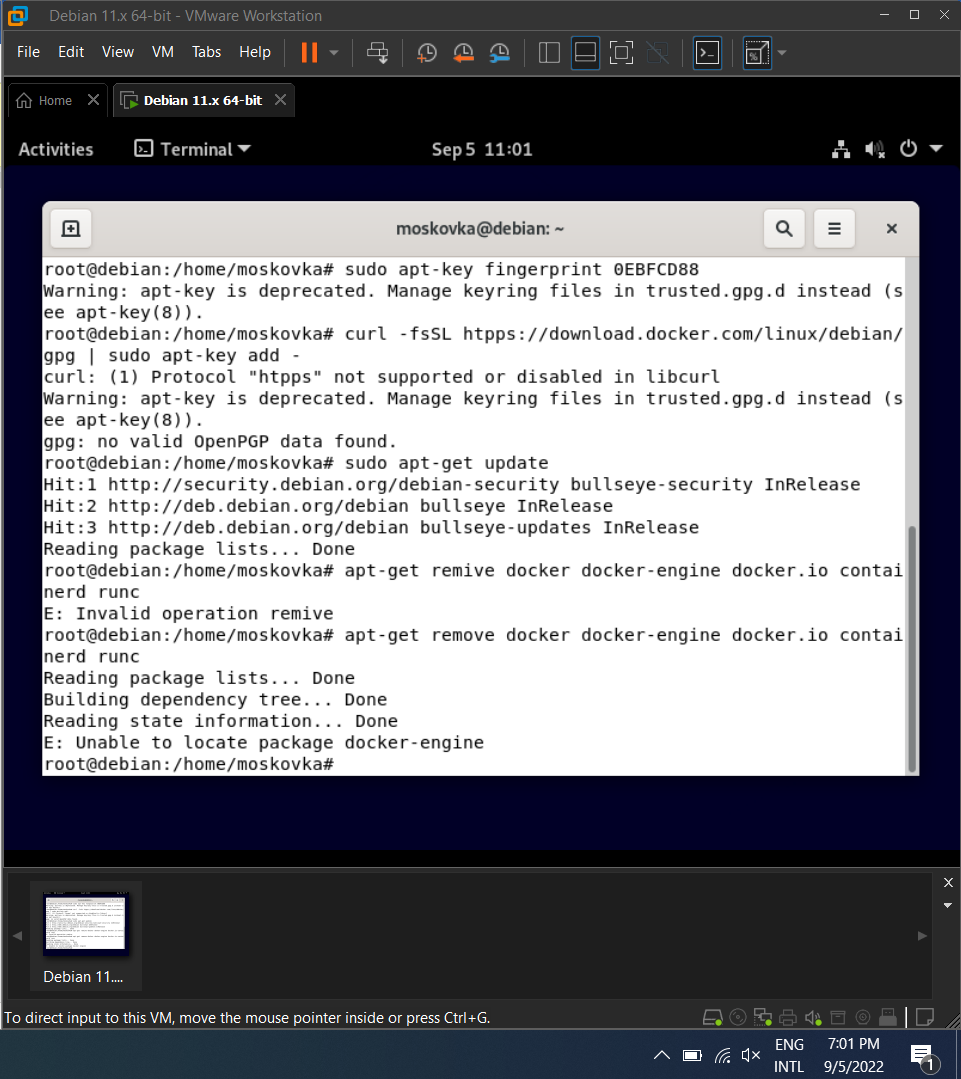 Debian 11.x 64-bit - VMware Workstation
File Edit View VM Tabs Help
Home Debian 11.x 64-bit
Activities Terminal Sep 5 11:01
moskovka@debian: ~
root@debian:/home/moskovka# sudo apt-key fingerprint 0EBFCD88
Warning: apt-key is deprecated. Manage keyring files in trusted.gpg.d instead (s
ee apt-key(8)).
root@debian:/home/moskovka# curl -fsSL htpps://download.docker.com/linux/debian/
gpg | sudo apt-key add -
curl: (1) Protocol "htpps" not supported or disabled in libcurl
Warning: apt-key is deprecated. Manage keyring files in trusted.gpg.d instead (s
ee apt-key(8)).
gpg: no valid OpenPGP data found.
root@debian:/home/moskovka# sudo apt-get update
Hit:1 http://security.debian.org/debian-security bullseye-security InRelease
Hit:2 http://deb.debian.org/debian bullseye InRelease
Hit:3 http://deb.debian.org/debian bullseye-updates InRelease
Reading package lists... Done
root@debian:/home/moskovka# apt-get remive docker docker-engine docker.io contai
nerd runc
E: Invalid operation remive
root@debian:/home/moskovka# apt-get remove docker docker-engine docker.io contai
nerd runc
Reading package lists... Done
Building dependency tree... Done
Reading state information... Done
E: Unable to locate package docker-engine
root@debian:/home/moskovka#
Debian 11....
To direct input to this VM, move the mouse pointer inside or press Ctrl+G.
ENG 7:01 PM
INTL 9/5/2022 1